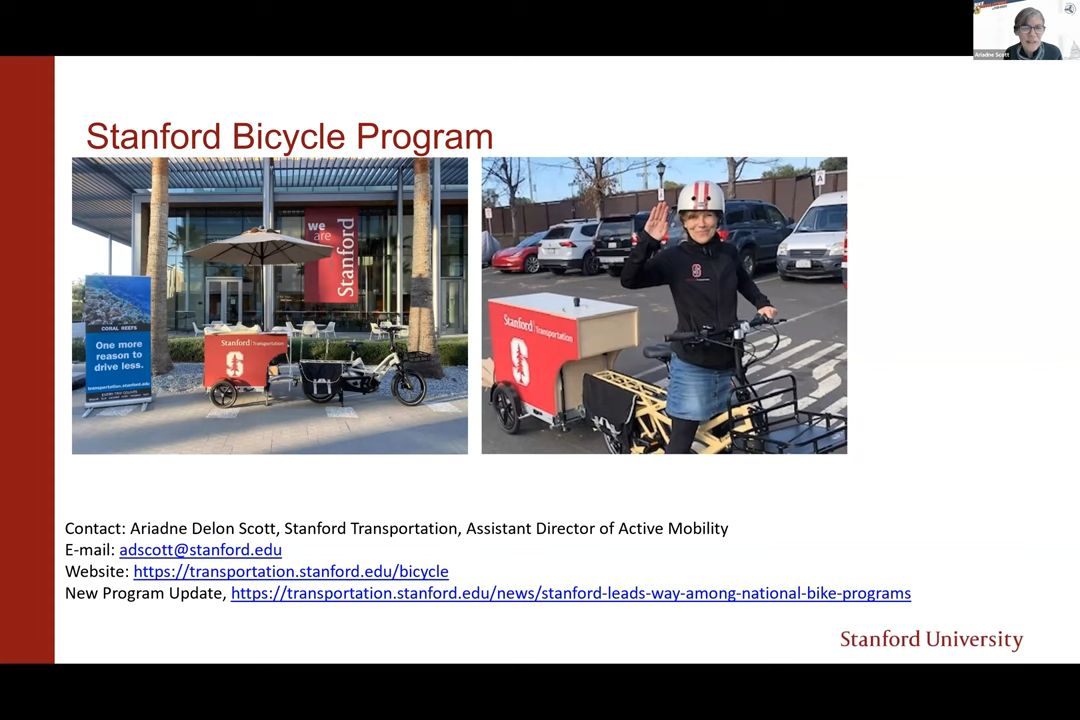 Ariadne Scott
Stanford Bicycle Program
we
are
Stanford
CORAL REEFS
One more
reason to
drive less.
transportation.stanford.edu
Stanford Transportation
S
Stanford Transportation
S
A
Contact: Ariadne Delon Scott, Stanford Transportation, Assistant Director of Active Mobility
E-mail: adscott@stanford.edu
Website: https://transportation.stanford.edu/bicycle
New Program Update, https://transportation.stanford.edu/news/stanford-leads-way-among-national-bike-programs
Stanford University